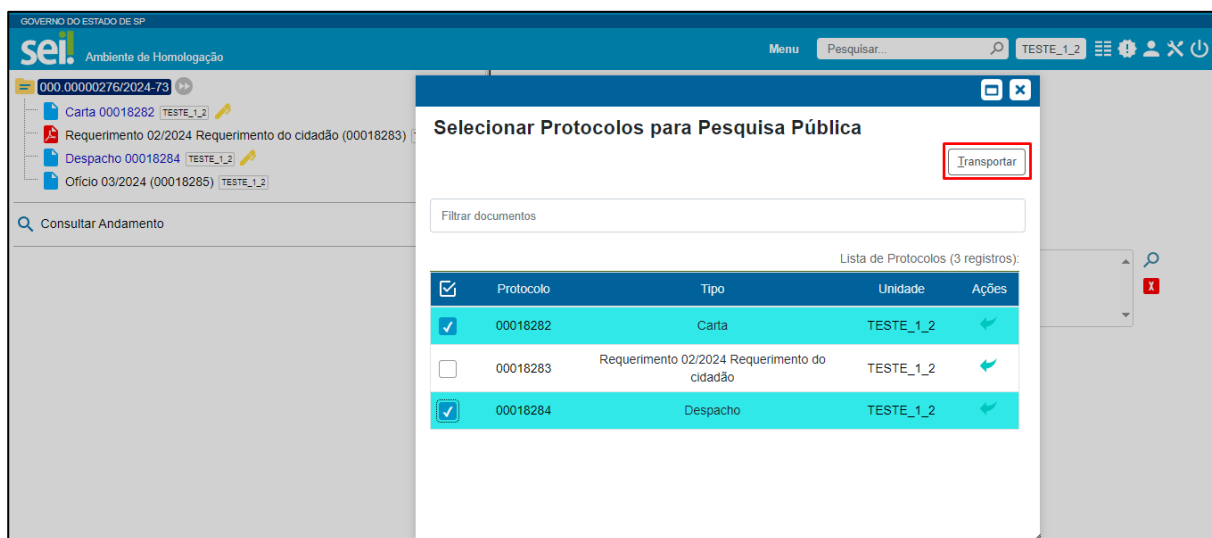 GOVERNO DO ESTADO DE SP
sei! Ambiente de Homologação
Menu Pesquisar... TESTE_1_2
000.00000276/2024-73
Carta 00018282 TESTE_1_2
Requerimento 02/2024 Requerimento do cidadão (00018283)
Despacho 00018284 TESTE_1_2
Ofício 03/2024 (00018285) TESTE_1_2
Consultar Andamento
Selecionar Protocolos para Pesquisa Pública
Transportar
Filtrar documentos
Lista de Protocolos (3 registros):
Protocolo Tipo Unidade Ações
00018282 Carta TESTE_1_2
00018283 Requerimento 02/2024 Requerimento do cidadão TESTE_1_2
00018284 Despacho TESTE_1_2